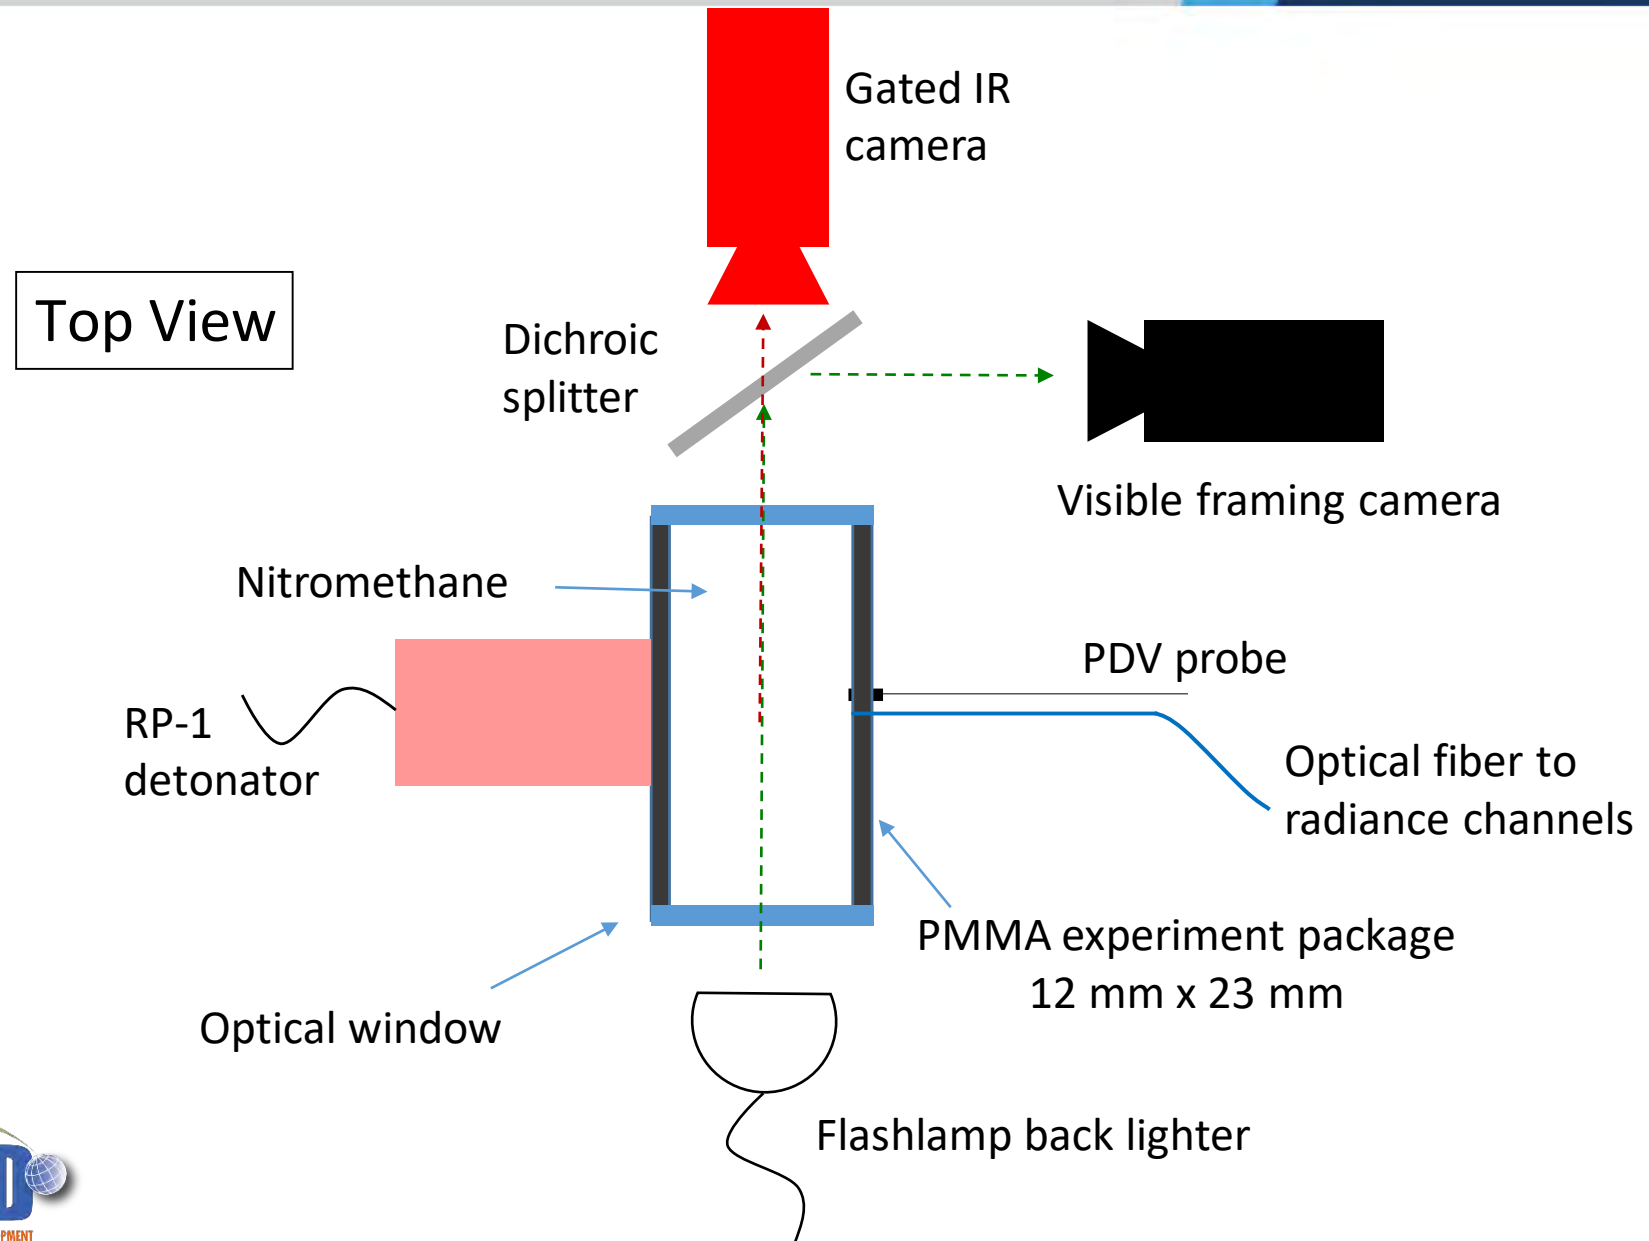 Gated IR
camera
Top View
Dichroic
splitter
Visible framing camera
Nitromethane
PDV probe
RP-1
detonator
Optical fiber to
radiance channels
PMMA experiment package
12 mm x 23 mm
Optical window
Flashlamp back lighter